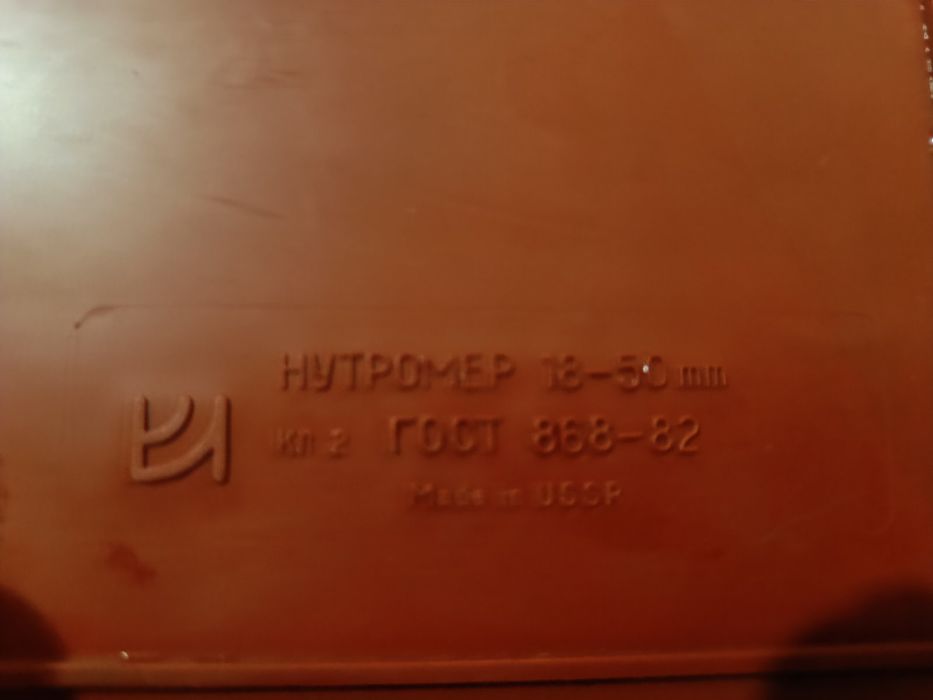 НУТРОМЕР 18-50 mm
КЛ 2 ГОСТ 868-82
Made in USSR